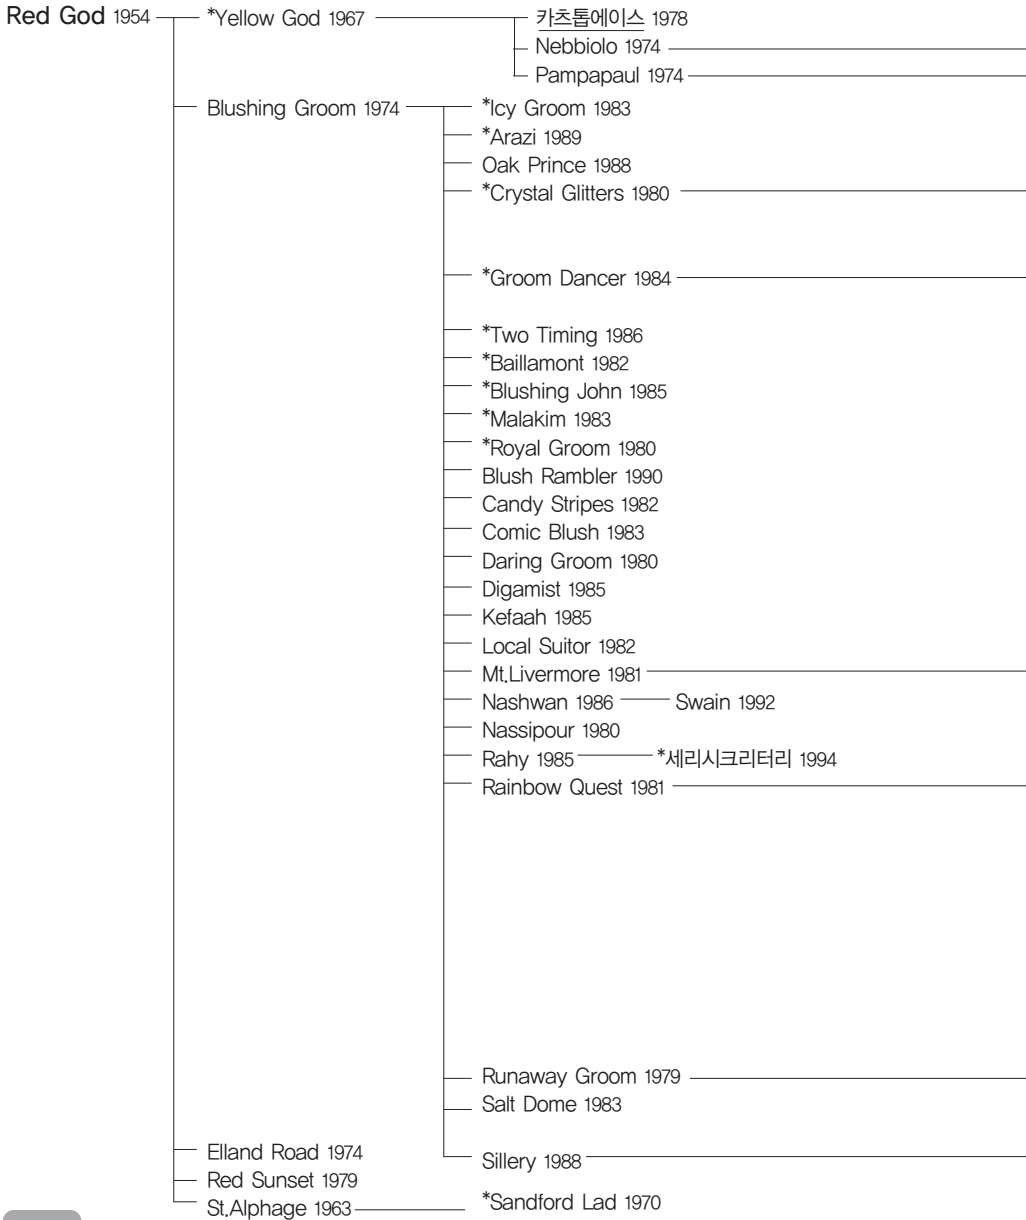 Red God 1954 *Yellow God 1967 카츠톱에이스 1978
Nebbiolo 1974
Pampapaul 1974
Blushing Groom 1974 *Icy Groom 1983
*Arazi 1989
Oak Prince 1988
*Crystal Glitters 1980
*Groom Dancer 1984
*Two Timing 1986
*Baillamont 1982
*Blushing John 1985
*Malakim 1983
*Royal Groom 1980
Blush Rambler 1990
Candy Stripes 1982
Comic Blush 1983
Daring Groom 1980
Digamist 1985
Kefaah 1985
Local Suitor 1982
Mt.Livermore 1981
Nashwan 1986 Swain 1992
Nassipour 1980
Rahy 1985 *세리시크리터리 1994
Rainbow Quest 1981
Runaway Groom 1979
Salt Dome 1983
Elland Road 1974
Sillery 1988
Red Sunset 1979
St.Alphage 1963 *Sandford Lad 1970